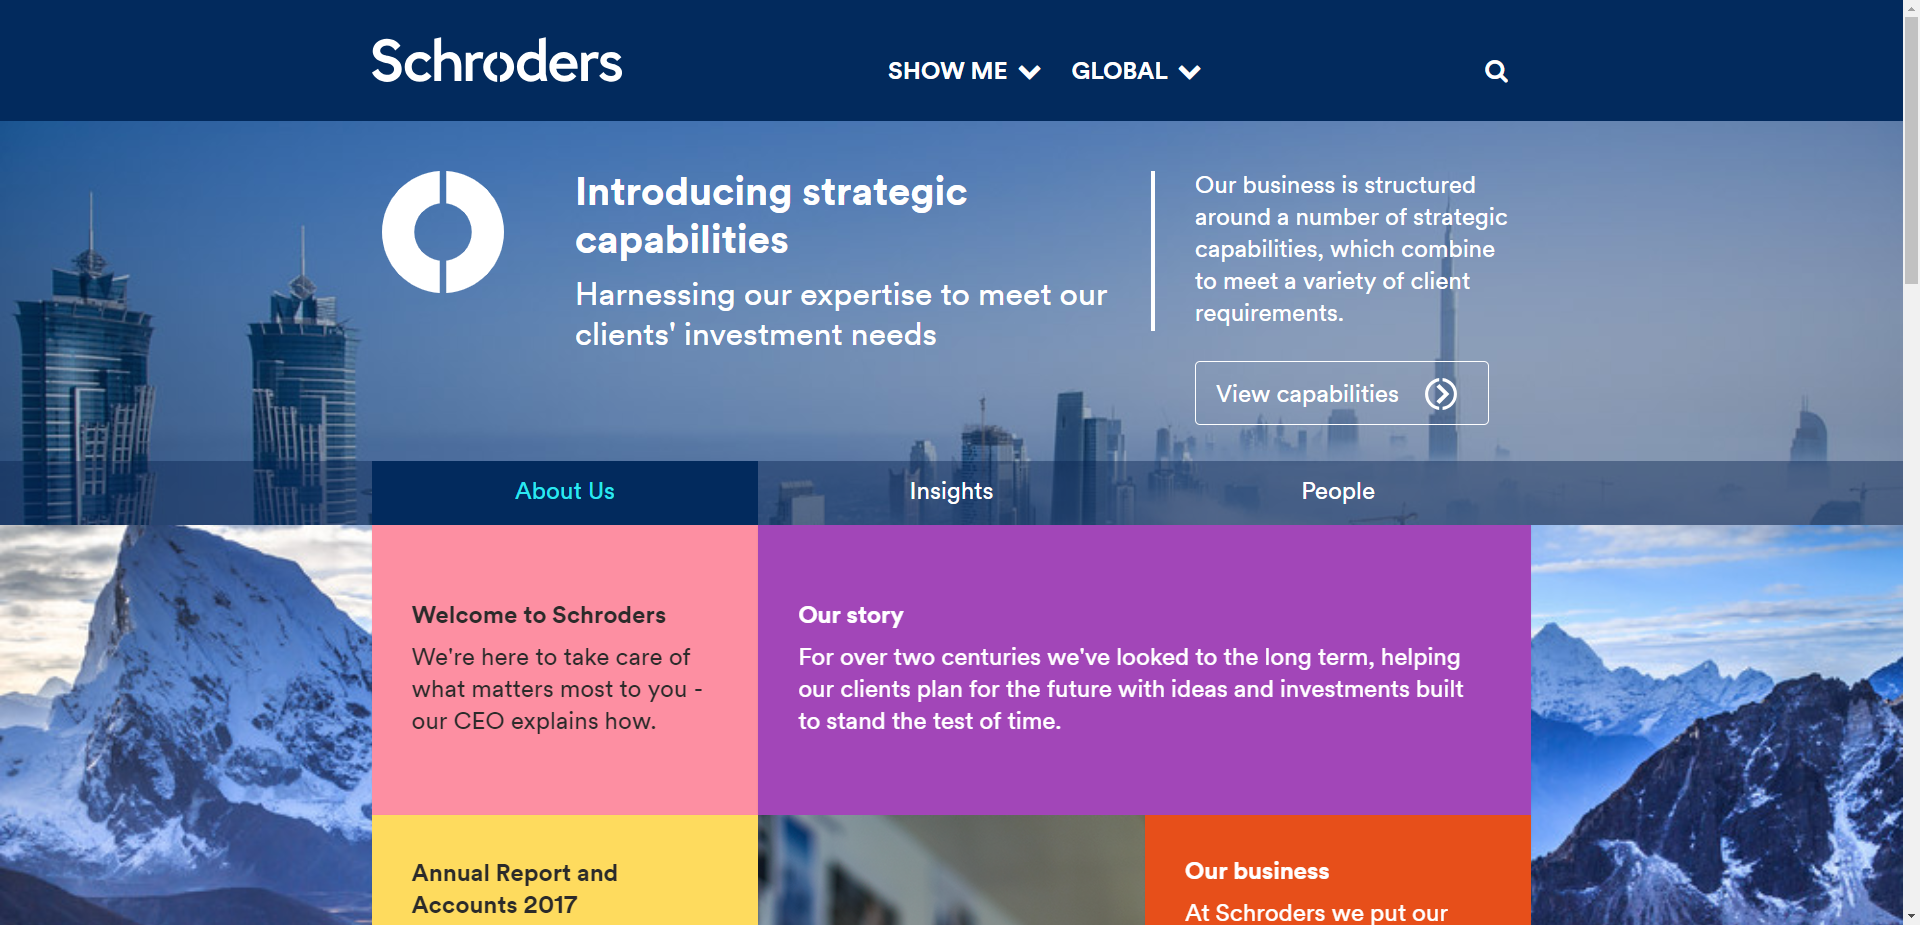 Schroders
SHOW ME
GLOBAL
Introducing strategic
capabilities
Harnessing our expertise to meet our
clients' investment needs
Our business is structured
around a number of strategic
capabilities, which combine
to meet a variety of client
requirements.
View capabilities
About Us
Insights
People
Welcome to Schroders
We're here to take care of
what matters most to you -
our CEO explains how.
Our story
For over two centuries we've looked to the long term, helping
our clients plan for the future with ideas and investments built
to stand the test of time.
Annual Report and
Accounts 2017
Our business
At Schroders we put our